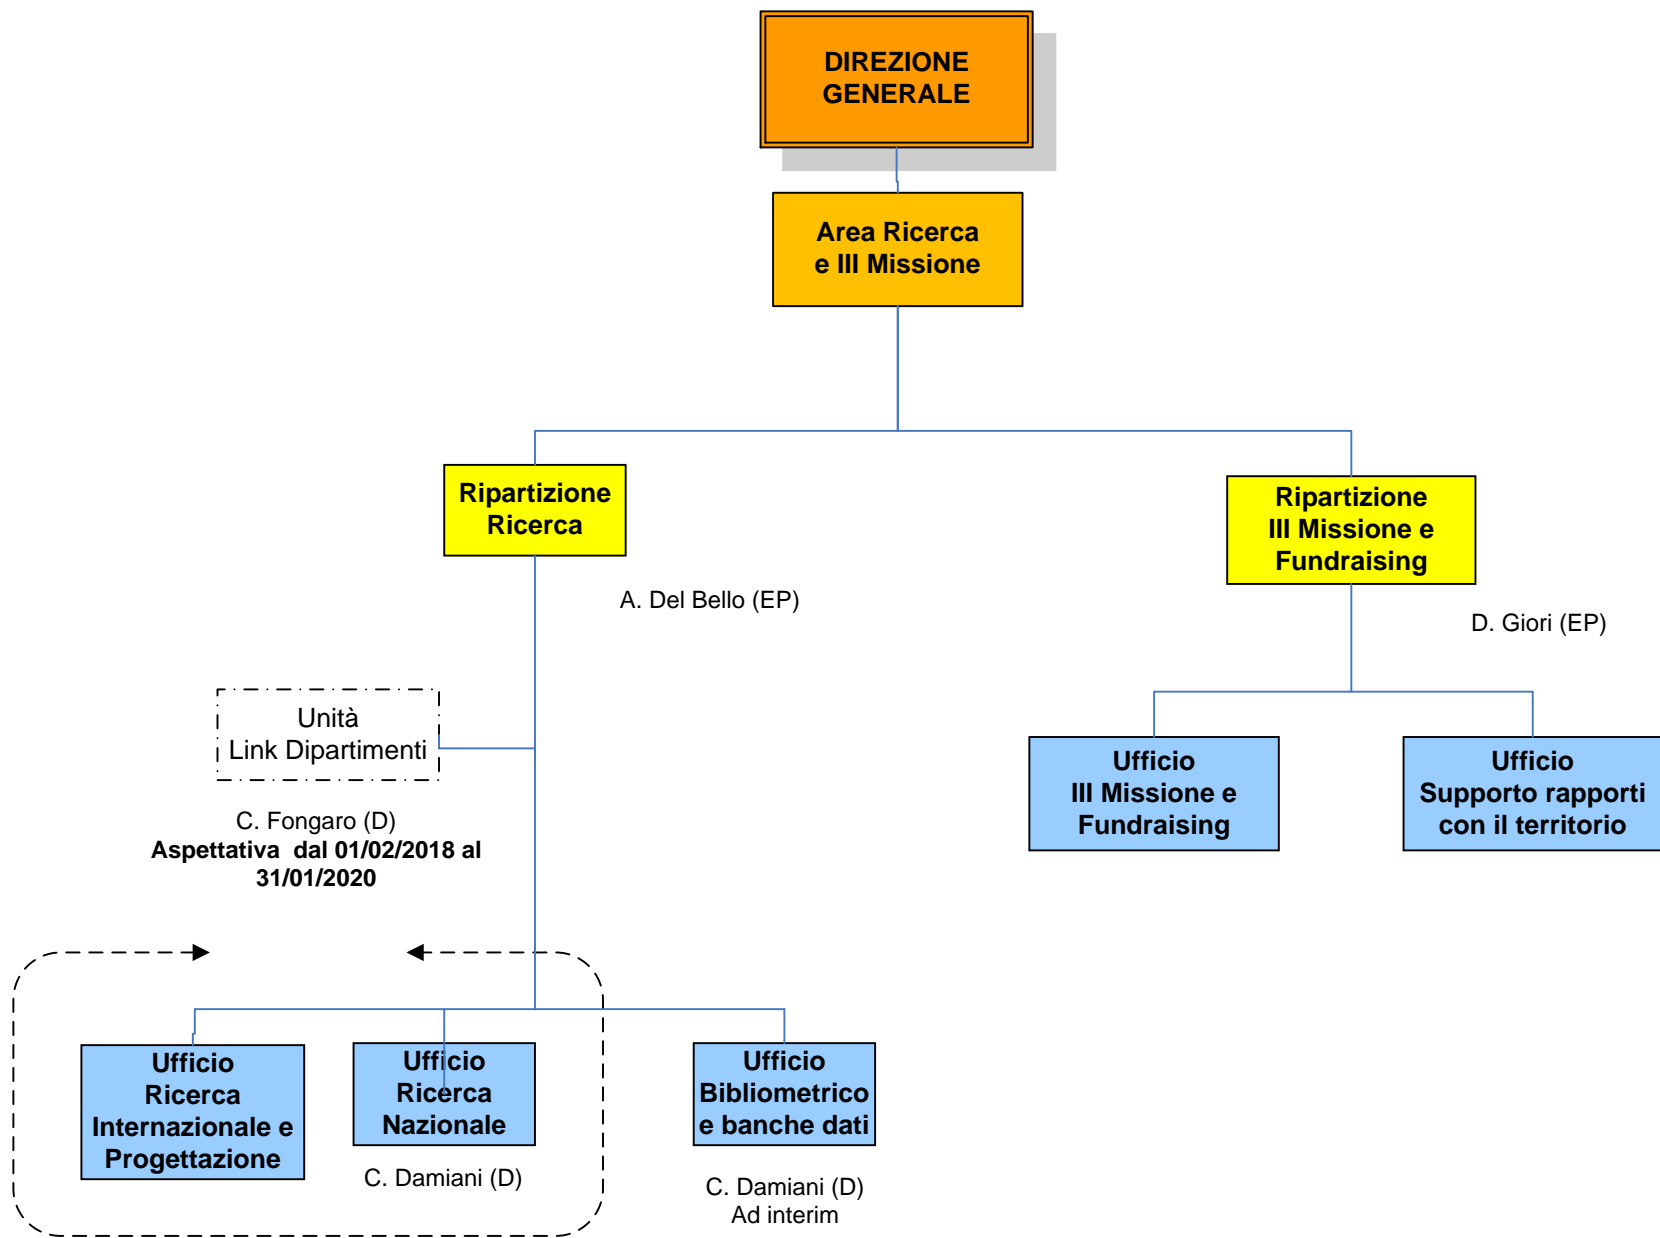 DIREZIONE
GENERALE
Area Ricerca
e III Missione
Ripartizione
Ricerca
A. Del Bello (EP)
Ripartizione
III Missione e
Fundraising
D. Giori (EP)
Unità
Link Dipartimenti
C. Fongaro (D)
Aspettativa dal 01/02/2018 al
31/01/2020
Ufficio
III Missione e
Fundraising
Ufficio
Supporto rapporti
con il territorio
Ufficio
Ricerca
Internazionale e
Progettazione
Ufficio
Ricerca
Nazionale
C. Damiani (D)
Ufficio
Bibliometrico
e banche dati
C. Damiani (D)
Ad interim